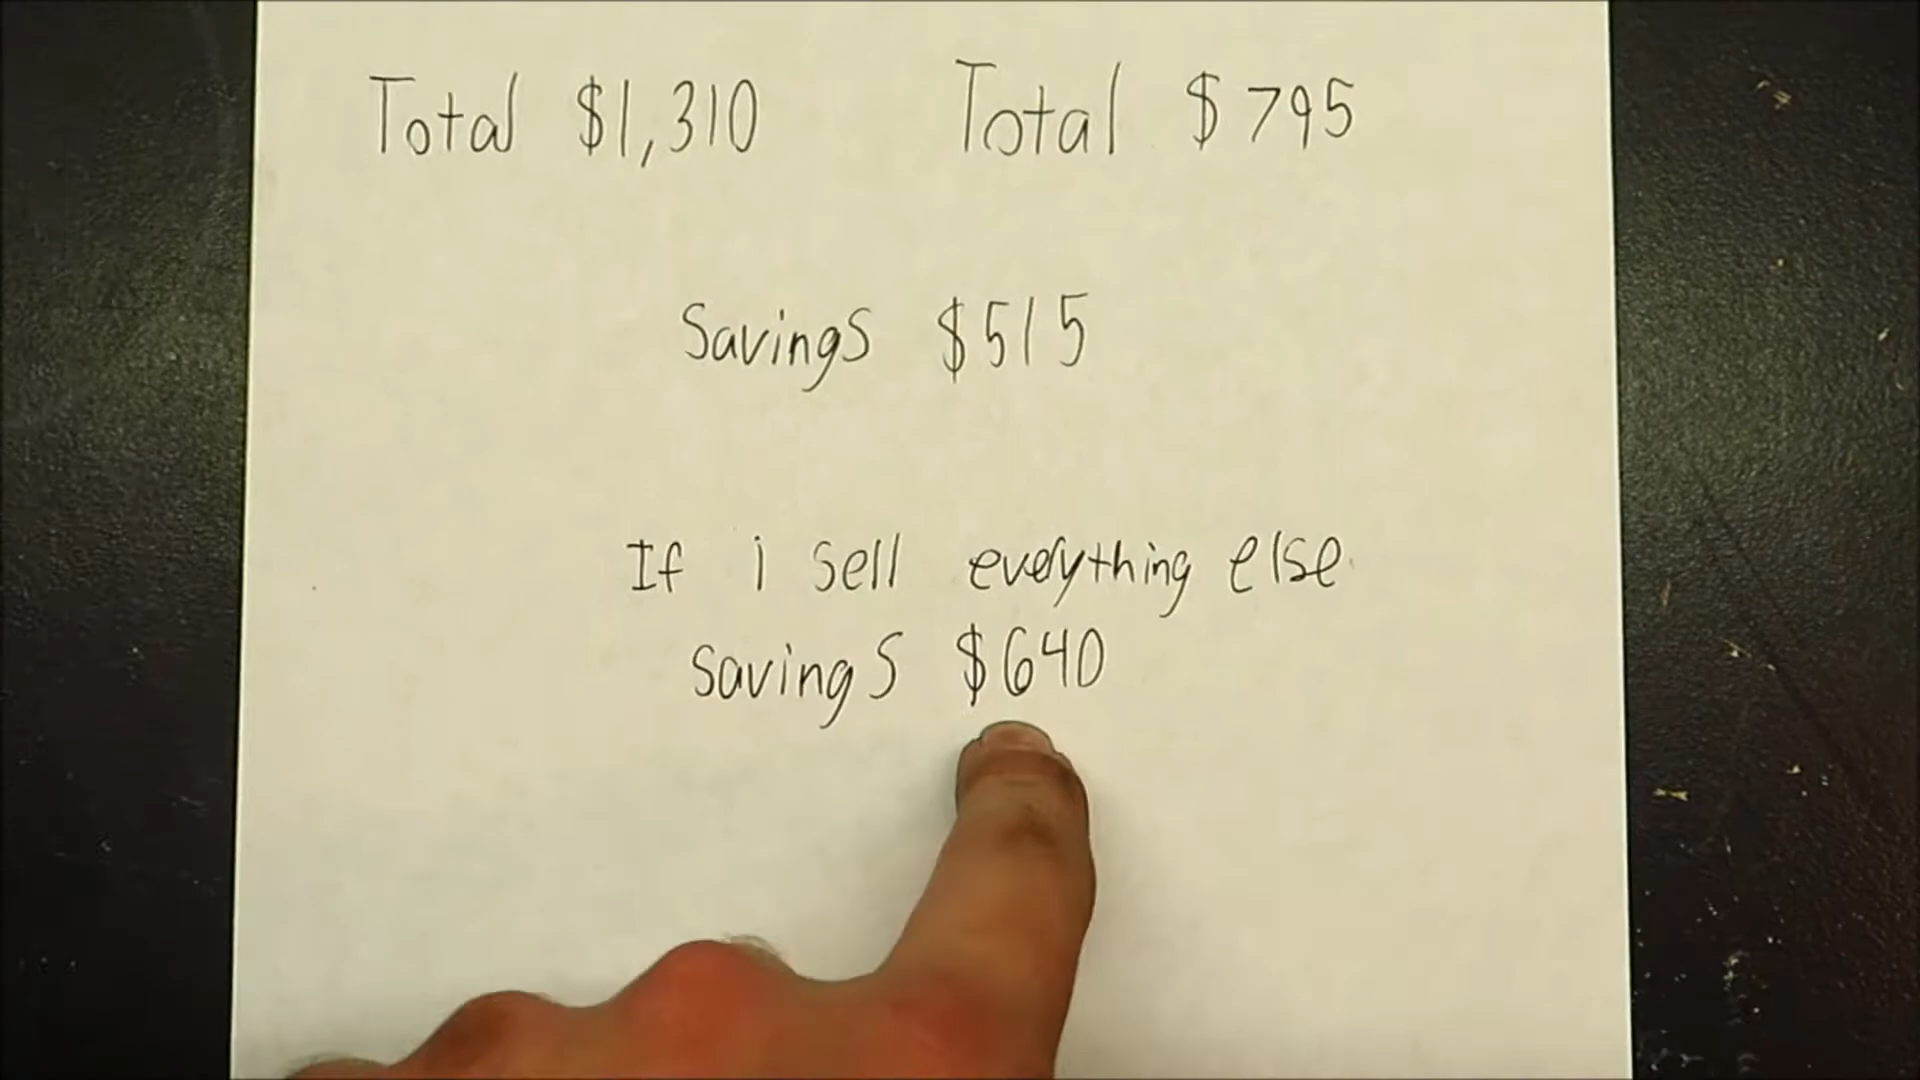 Total $1,310 Total $795
Savings $515
If i sell everything else
savings $640